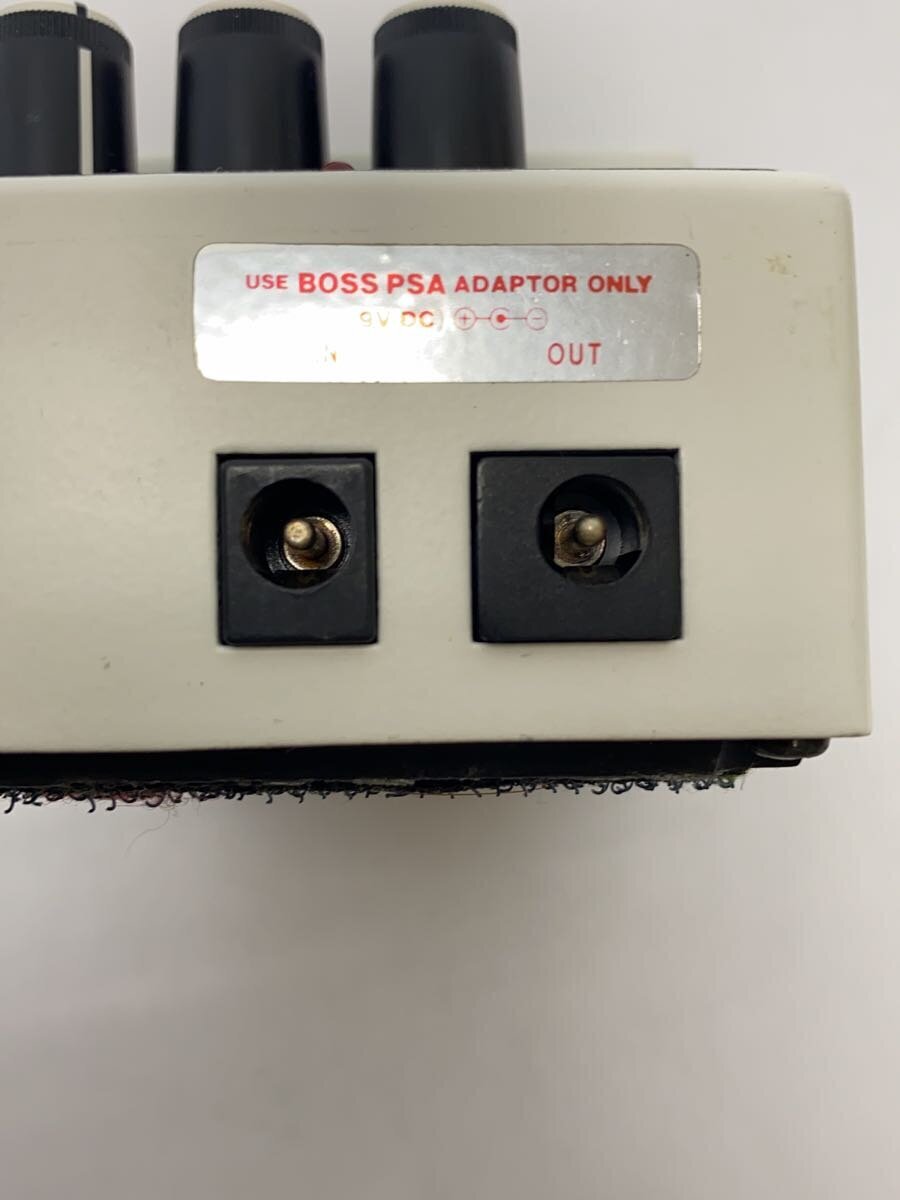 USE BOSS PSA ADAPTOR ONLY
9V DC
OUT